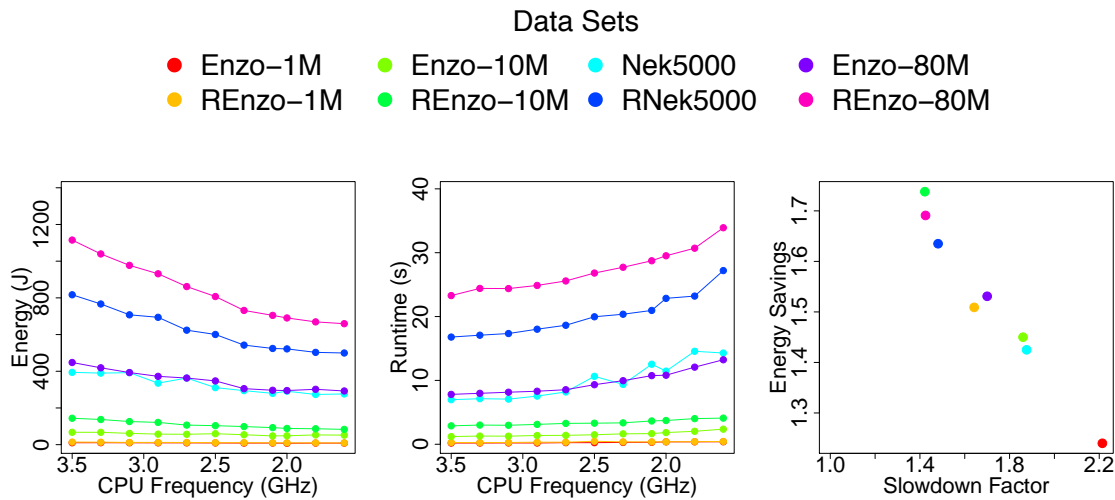 Data Sets
Enzo−1M Enzo−10M Nek5000 Enzo−80M
REnzo−1M REnzo−10M RNek5000 REnzo−80M
Energy (J)
0 400 800 1200
3.5 3.0 2.5 2.0
CPU Frequency (GHz)
Runtime (s)
0 10 20 30 40
3.5 3.0 2.5 2.0
CPU Frequency (GHz)
Energy Savings
1.3 1.4 1.5 1.6 1.7
1.0 1.4 1.8 2.2
Slowdown Factor